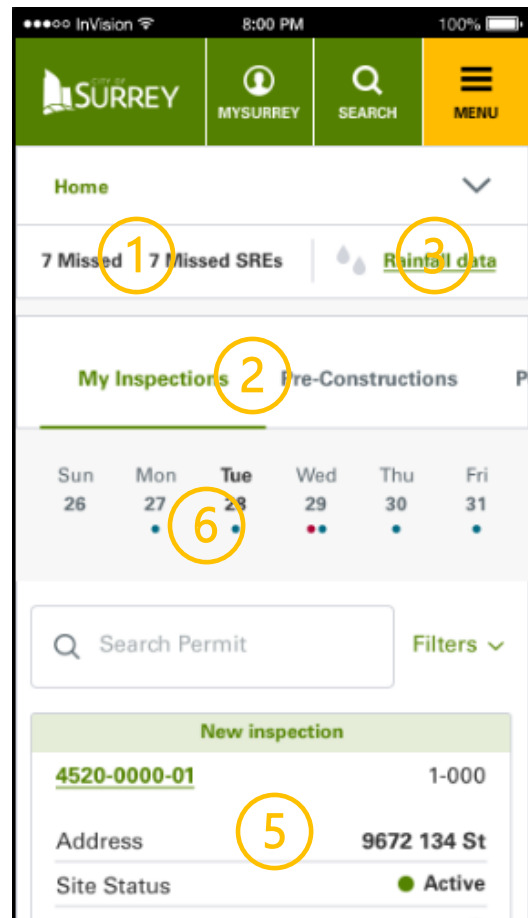 InVision 8:00 PM 100%
CITY OF
SURREY
MYSURREY SEARCH MENU
Home
7 Missed 1 7 Missed SREs Rainfall data 3
My Inspections 2 Pre-Constructions P
Sun Mon Tue Wed Thu Fri
26 27 28 29 30 31
6
Search Permit Filters
New inspection
4520-0000-01 1-000
5
Address 9672 134 St
Site Status Active